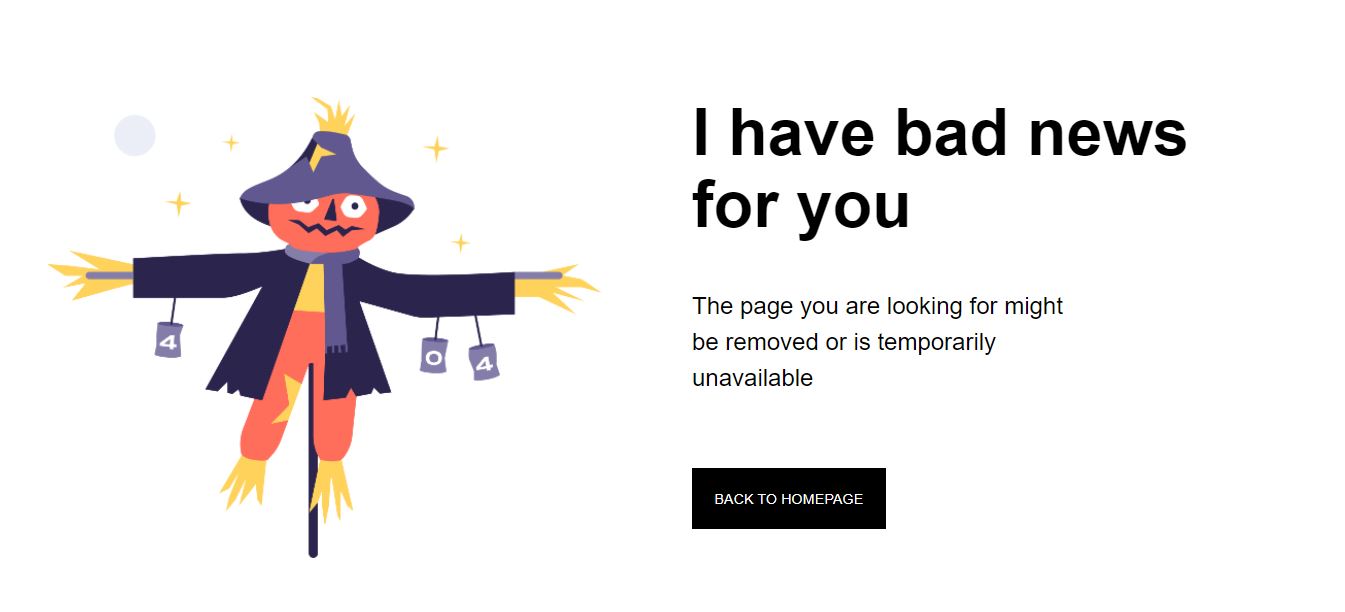 I have bad news
for you
The page you are looking for might
be removed or is temporarily
unavailable
BACK TO HOMEPAGE
4
0
4